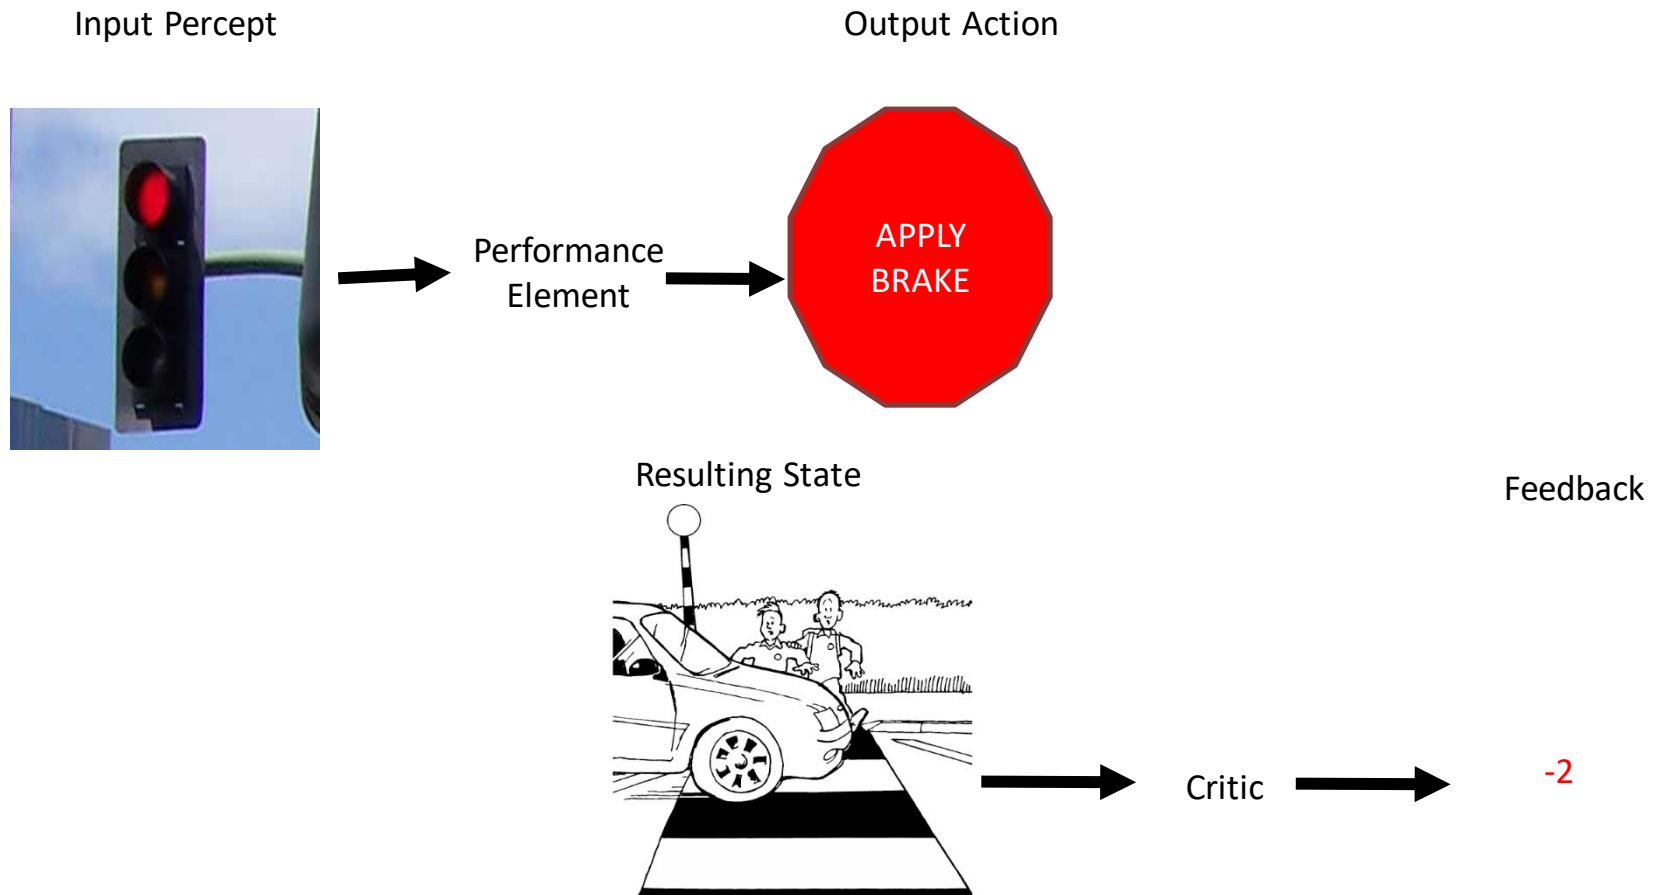 Input Percept
Output Action
Performance
Element
APPLY
BRAKE
Resulting State
Feedback
Critic
-2